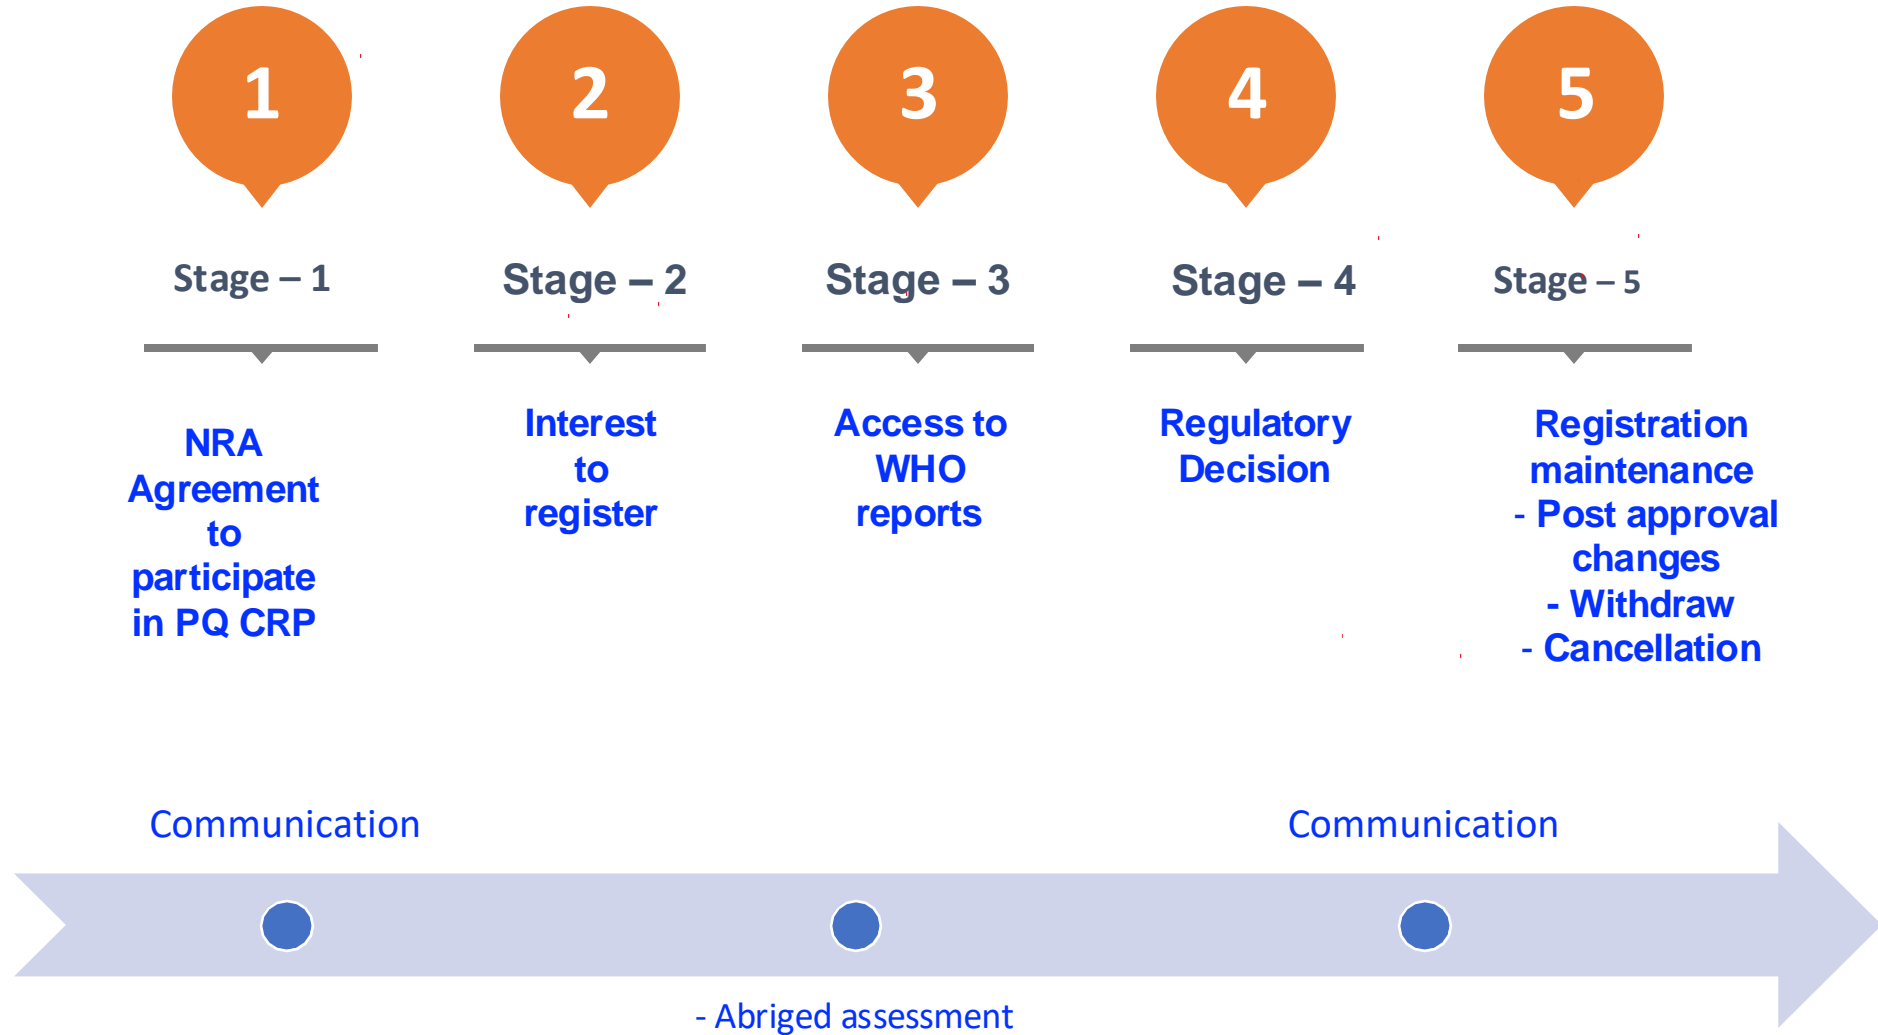 1
2
3
4
5
Stage – 1
Stage – 2
Stage – 3
Stage – 4
Stage – 5
NRA
Agreement
to
participate
in PQ CRP
Interest
to
register
Access to
WHO
reports
Regulatory
Decision
Registration
maintenance
- Post approval
changes
- Withdraw
- Cancellation
Communication
Communication
- Abriged assessment